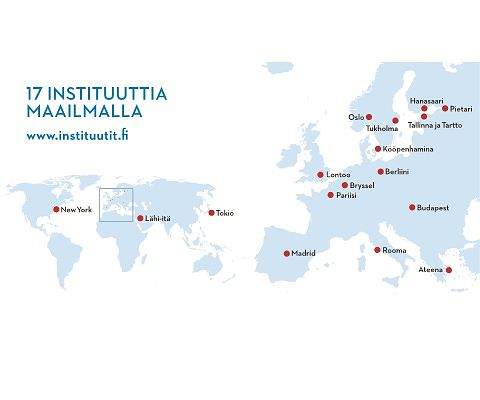 17 INSTITUUTTIA
MAAILMALLA
www.instituutit.fi
New York
Lähi-itä
Tokio
Hanasaari
Pietari
Oslo
Tukholma
Tallinna ja Tartto
Kööpenhamina
Lontoo
Berliini
Bryssel
Pariisi
Budapest
Madrid
Rooma
Ateena